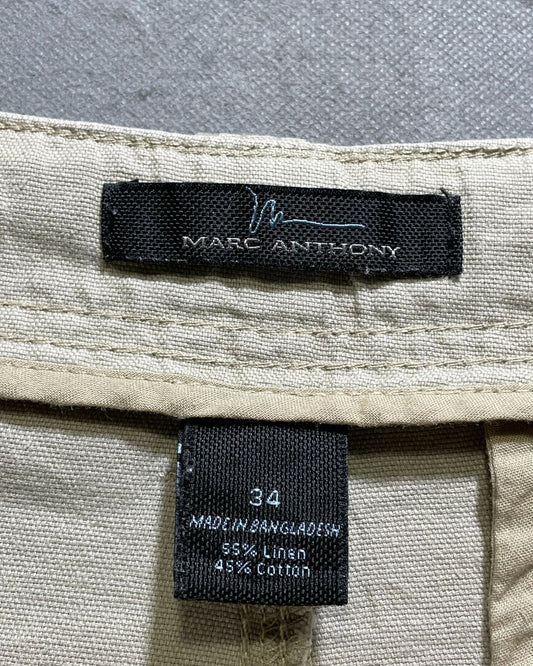 MARC ANTHONY
34
MADE IN BANGLADESH
55% Linen
45% Cotton